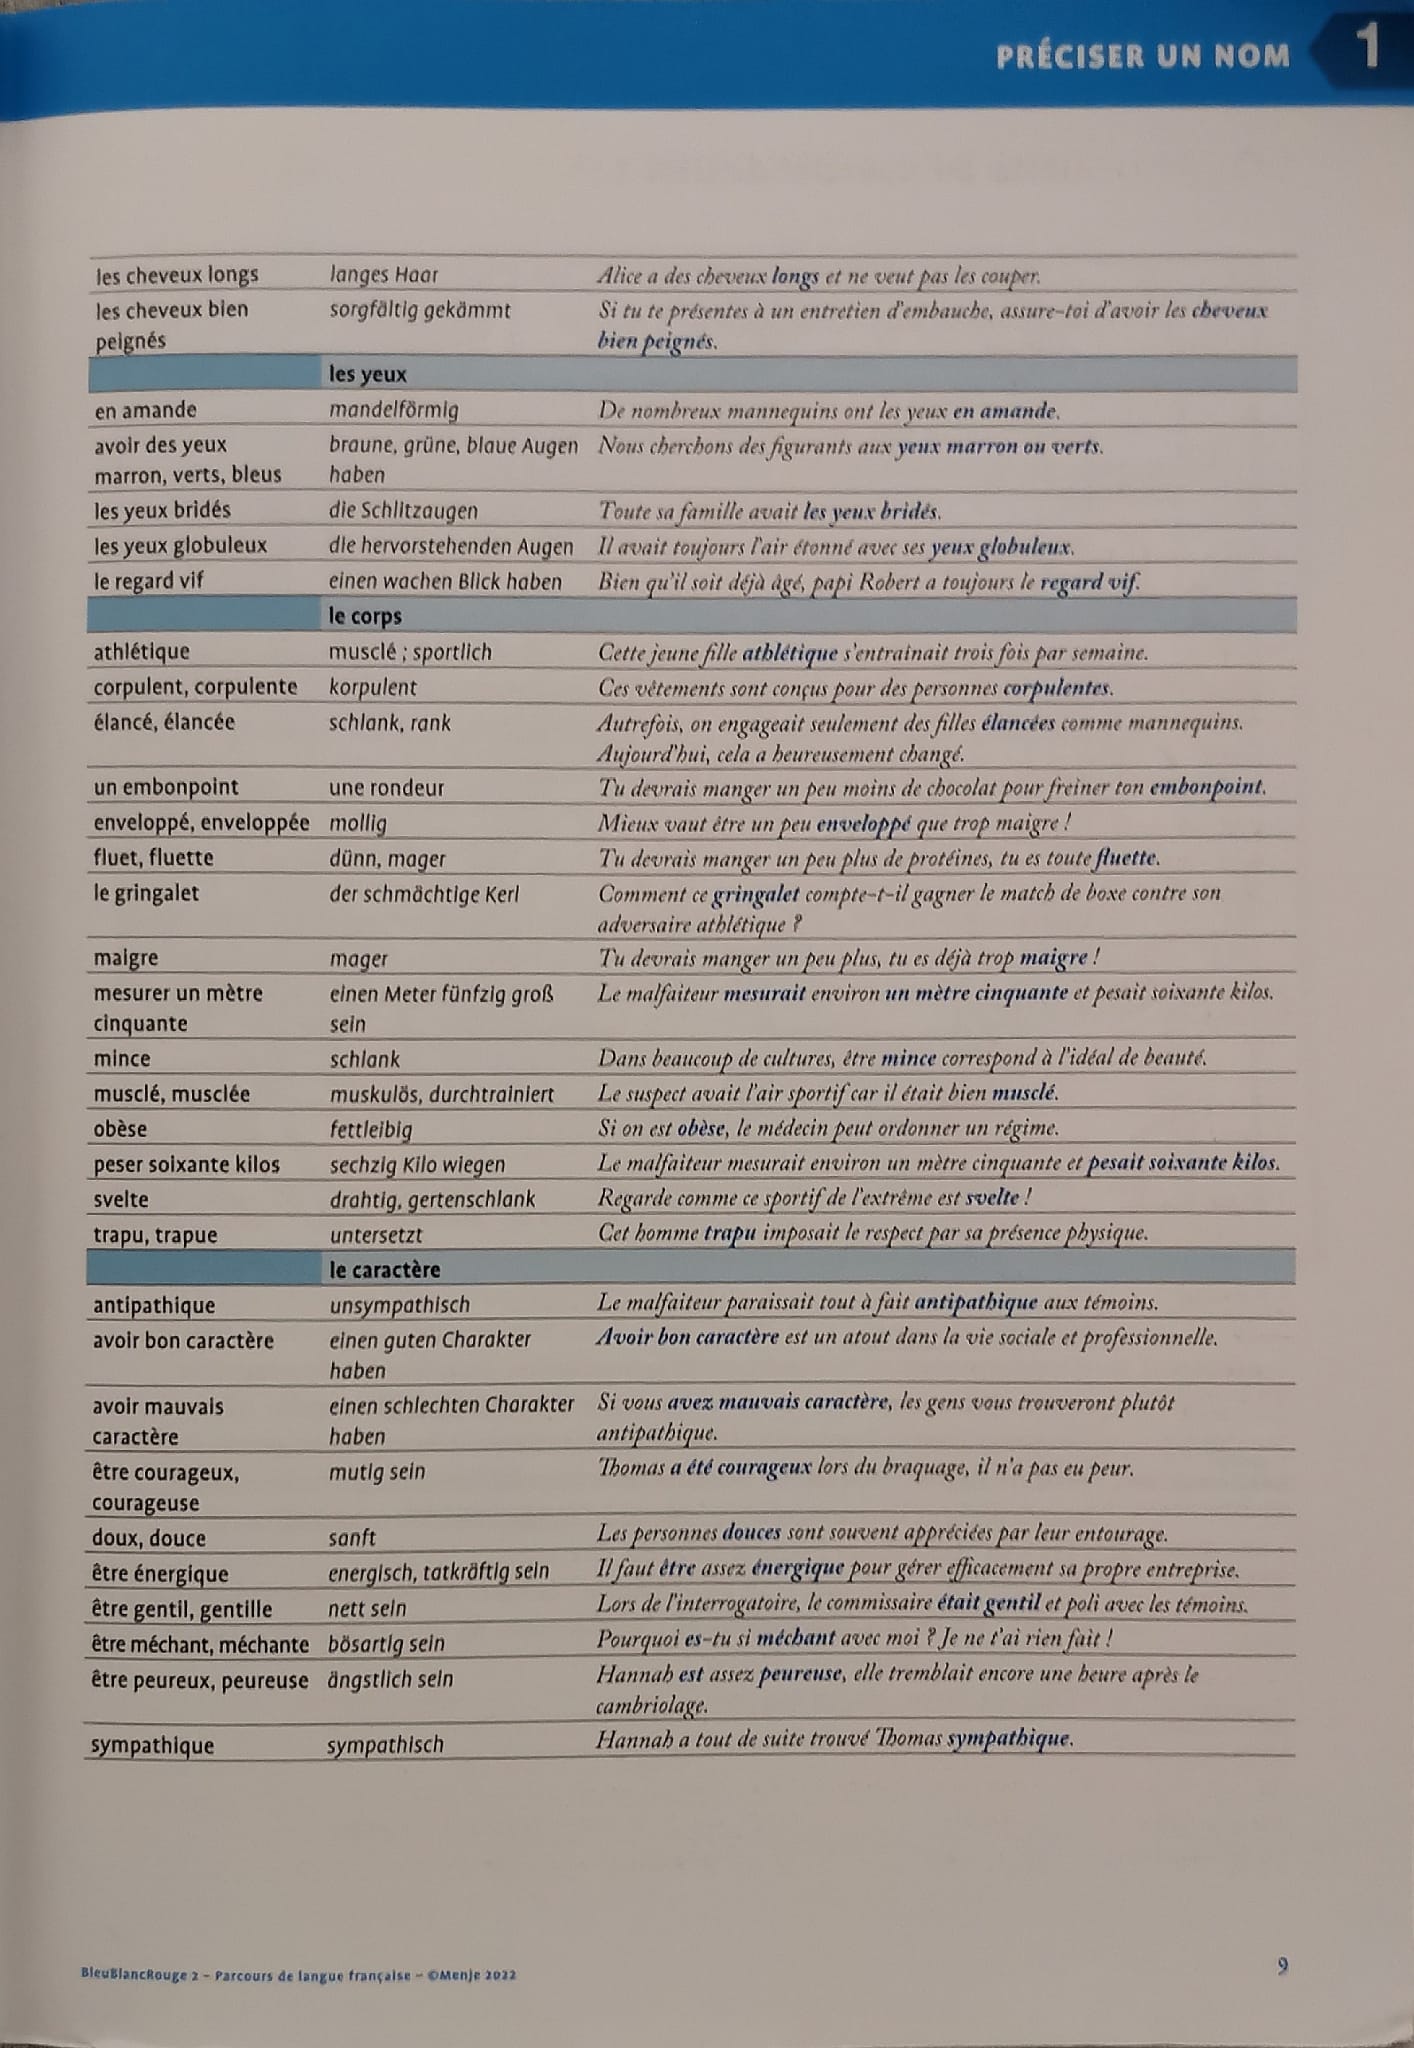 PRÉCISER UN NOM 1
les cheveux longs langes Haar Alice a des cheveux longs et ne veut pas les couper.
les cheveux bien sorgfältig gekämmt Si tu te présentes à un entretien d'embauche, assure-toi d'avoir les cheveux
peignés bien peignés.
les yeux
en amande mandelförmig De nombreux mannequins ont les yeux en amande.
avoir des yeux braune, grüne, blaue Augen Nous cherchons des figurants aux yeux marron ou verts.
marron, verts, bleus haben
les yeux bridés die Schlitzaugen Toute sa famille avait les yeux bridés.
les yeux globuleux die hervorstehenden Augen Il avait toujours l'air étonné avec ses yeux globuleux.
le regard vif einen wachen Blick haben Bien qu'il soit déjà âgé, papi Robert a toujours le regard vif.
le corps
athlétique musclé ; sportlich Cette jeune fille athlétique s'entraînait trois fois par semaine.
corpulent, corpulente korpulent Ces vêtements sont conçus pour des personnes corpulentes.
élancé, élancée schlank, rank Autrefois, on engageait seulement des filles élancées comme mannequins.
Aujourd'hui, cela a heureusement changé.
un embonpoint une rondeur Tu devrais manger un peu moins de chocolat pour freiner ton embonpoint.
enveloppé, enveloppée mollig Mieux vaut être un peu enveloppé que trop maigre !
fluet, fluette dünn, mager Tu devrais manger un peu plus de protéines, tu es toute fluette.
le gringalet der schmächtige Kerl Comment ce gringalet compte-t-il gagner le match de boxe contre son
adversaire athlétique ?
maigre mager Tu devrais manger un peu plus, tu es déjà trop maigre !
mesurer un mètre einen Meter fünfzig groß Le malfaiteur mesurait environ un mètre cinquante et pesait soixante kilos.
cinquante sein
mince schlank Dans beaucoup de cultures, être mince correspond à l'idéal de beauté.
musclé, musclée muskulös, durchtrainiert Le suspect avait l'air sportif car il était bien musclé.
obèse fettleibig Si on est obèse, le médecin peut ordonner un régime.
peser soixante kilos sechzig Kilo wiegen Le malfaiteur mesurait environ un mètre cinquante et pesait soixante kilos.
svelte drahtig, gertenschlank Regarde comme ce sportif de l'extrême est svelte !
trapu, trapue untersetzt Cet homme trapu imposait le respect par sa présence physique.
le caractère
antipathique unsympathisch Le malfaiteur paraissait tout à fait antipathique aux témoins.
avoir bon caractère einen guten Charakter Avoir bon caractère est un atout dans la vie sociale et professionnelle.
haben
avoir mauvais einen schlechten Charakter Si vous avez mauvais caractère, les gens vous trouveront plutôt
caractère haben antipathique.
être courageux, mutig sein Thomas a été courageux lors du braquage, il n'a pas eu peur.
courageuse
doux, douce sanft Les personnes douces sont souvent appréciées par leur entourage.
être énergique energisch, tatkräftig sein Il faut être assez énergique pour gérer efficacement sa propre entreprise.
être gentil, gentille nett sein Lors de l'interrogatoire, le commissaire était gentil et poli avec les témoins.
être méchant, méchante bösartig sein Pourquoi es-tu si méchant avec moi ? Je ne t'ai rien fait !
être peureux, peureuse ängstlich sein Hannah est assez peureuse, elle tremblait encore une heure après le
cambriolage.
sympathique sympathisch Hannah a tout de suite trouvé Thomas sympathique.
BleuBlancRouge 2 – Parcours de langue française – ©Menje 2022 9